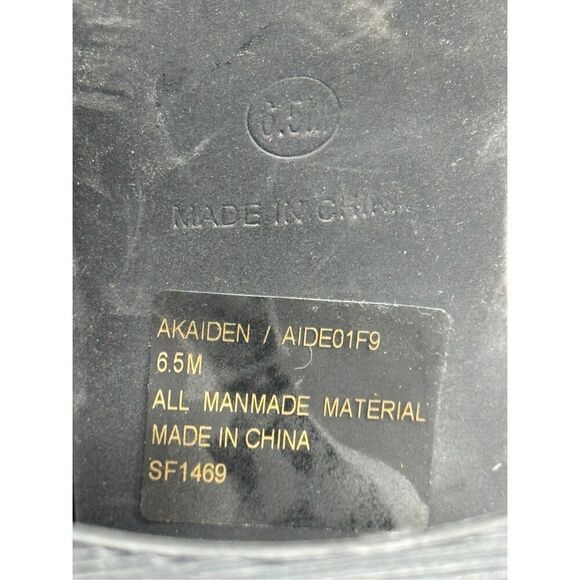 6.5M
MADE IN CHINA
AKAIDEN / AIDE01F9
6.5M
ALL MANMADE MATERIAL
MADE IN CHINA
SF1469